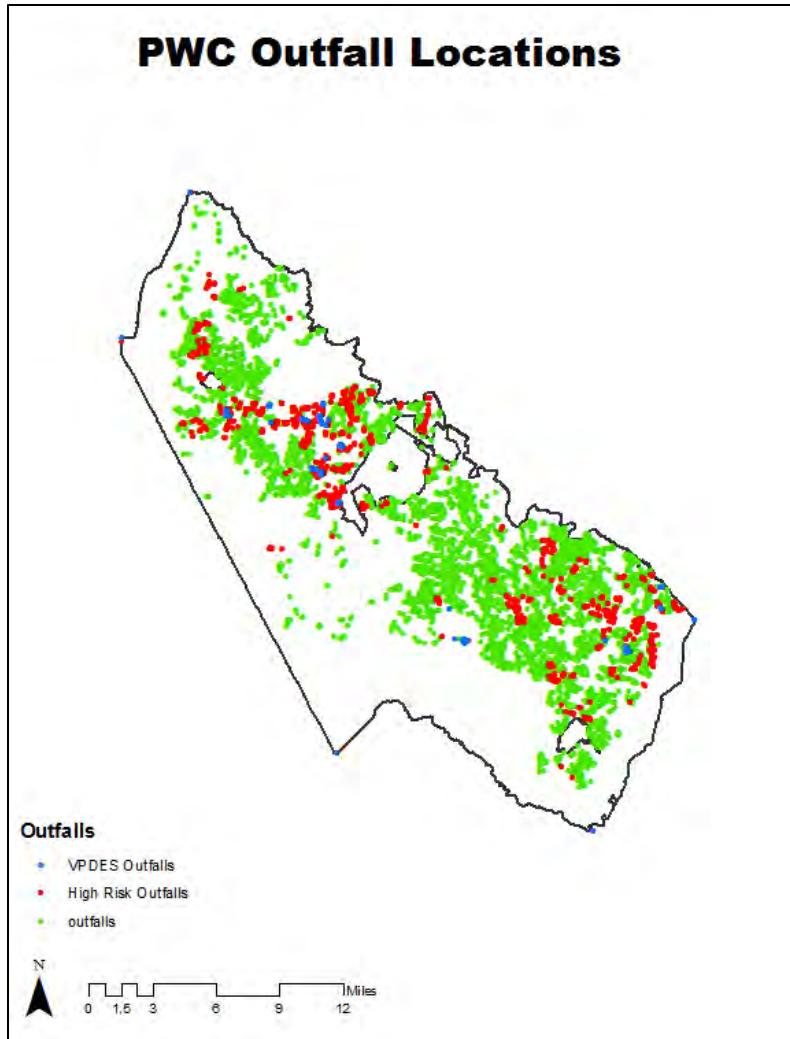 PWC Outfall Locations
Outfalls
VPDES Outfalls
High Risk Outfalls
outfalls
N
Miles
0 1.5 3 6 9 12